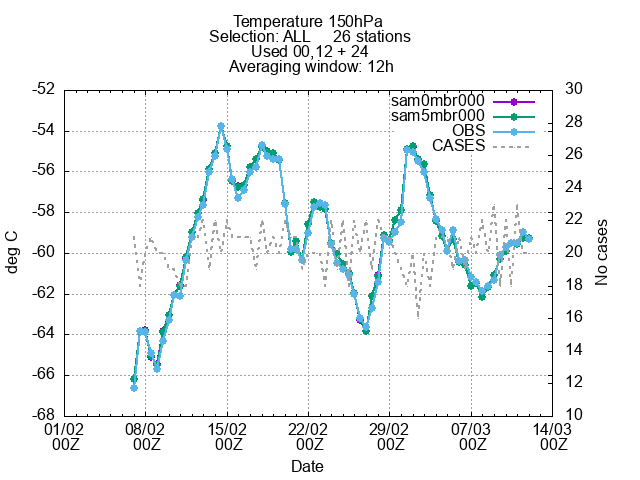 Temperature 150hPa
Selection: ALL 26 stations
Used 00,12 + 24
Averaging window: 12h
sam0mbr000
sam5mbr000
OBS
CASES
-52
-54
-56
-58
-60
-62
-64
-66
-68
deg C
30
28
26
24
22
20
18
16
14
12
10
No cases
01/02 08/02 15/02 22/02 29/02 07/03 14/03
00Z 00Z 00Z 00Z 00Z 00Z 00Z
Date